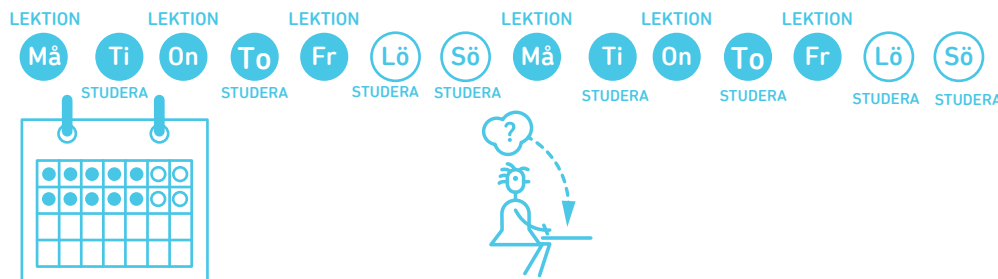 LEKTION LEKTION LEKTION LEKTION LEKTION LEKTION
Må Ti On To Fr Lö Sö Må Ti On To Fr Lö Sö
STUDERA STUDERA STUDERA STUDERA STUDERA STUDERA STUDERA STUDERA
?